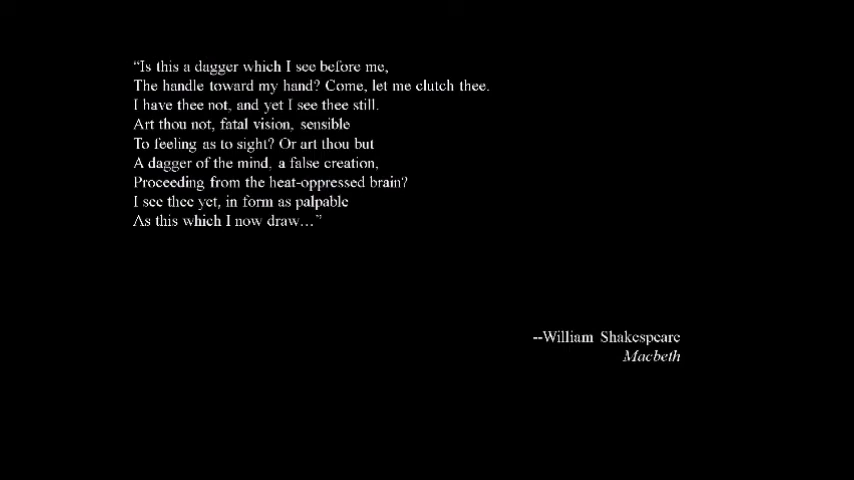 “Is this a dagger which I see before me,
The handle toward my hand? Come, let me clutch thee.
I have thee not, and yet I see thee still.
Art thou not, fatal vision, sensible
To feeling as to sight? Or art thou but
A dagger of the mind, a false creation,
Proceeding from the heat-oppressed brain?
I see thee yet, in form as palpable
As this which I now draw…”
--William Shakespeare
Macbeth